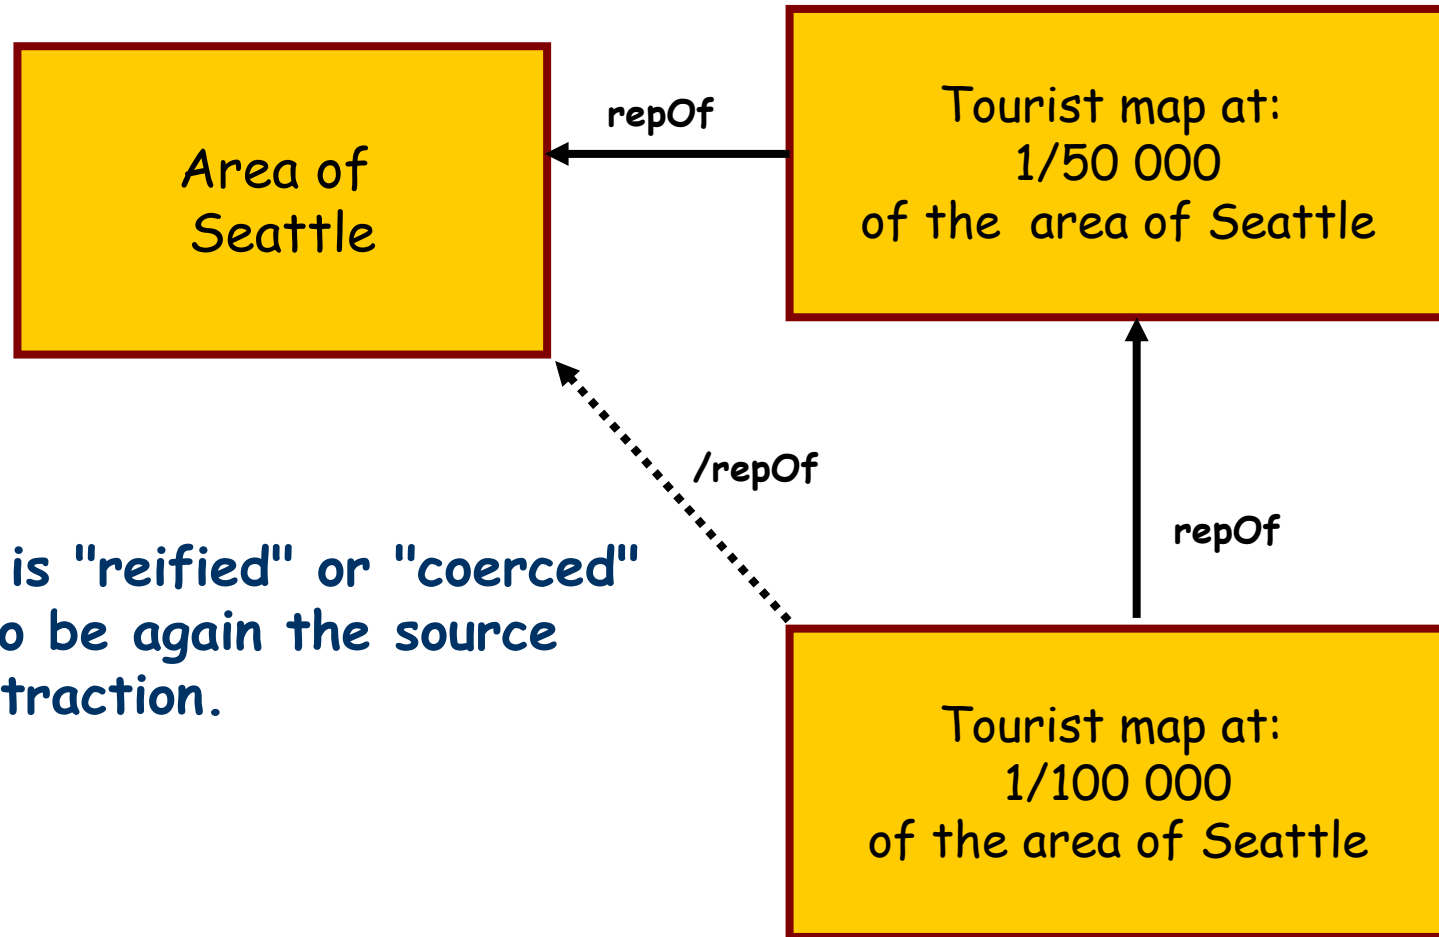 Area of
Seattle
repOf
Tourist map at:
1/50 000
of the area of Seattle
/repOf
repOf
is "reified" or "coerced"
o be again the source
traction.
Tourist map at:
1/100 000
of the area of Seattle